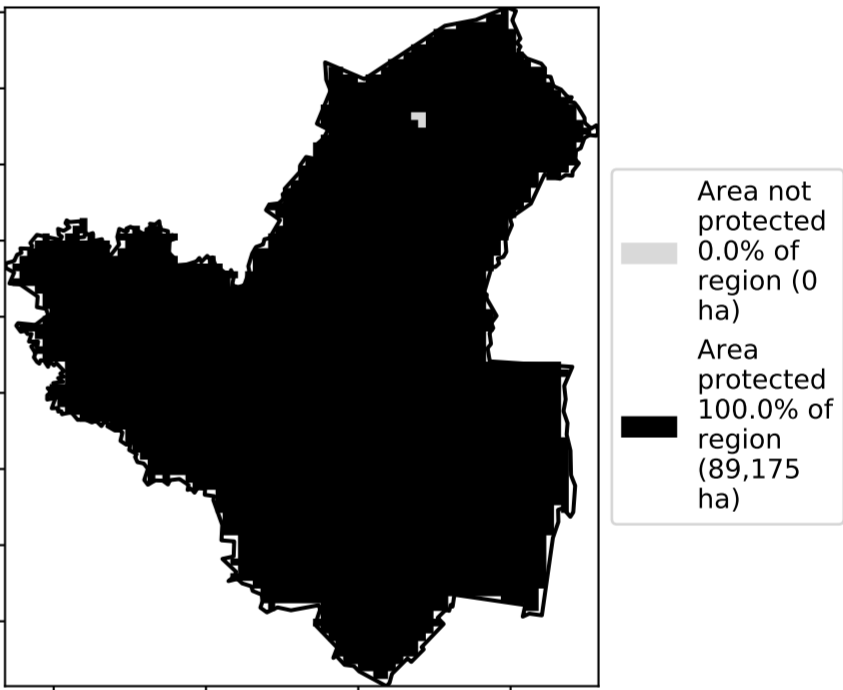 Area not
protected
0.0% of
region (0
ha)
Area
protected
100.0% of
region
(89,175
ha)